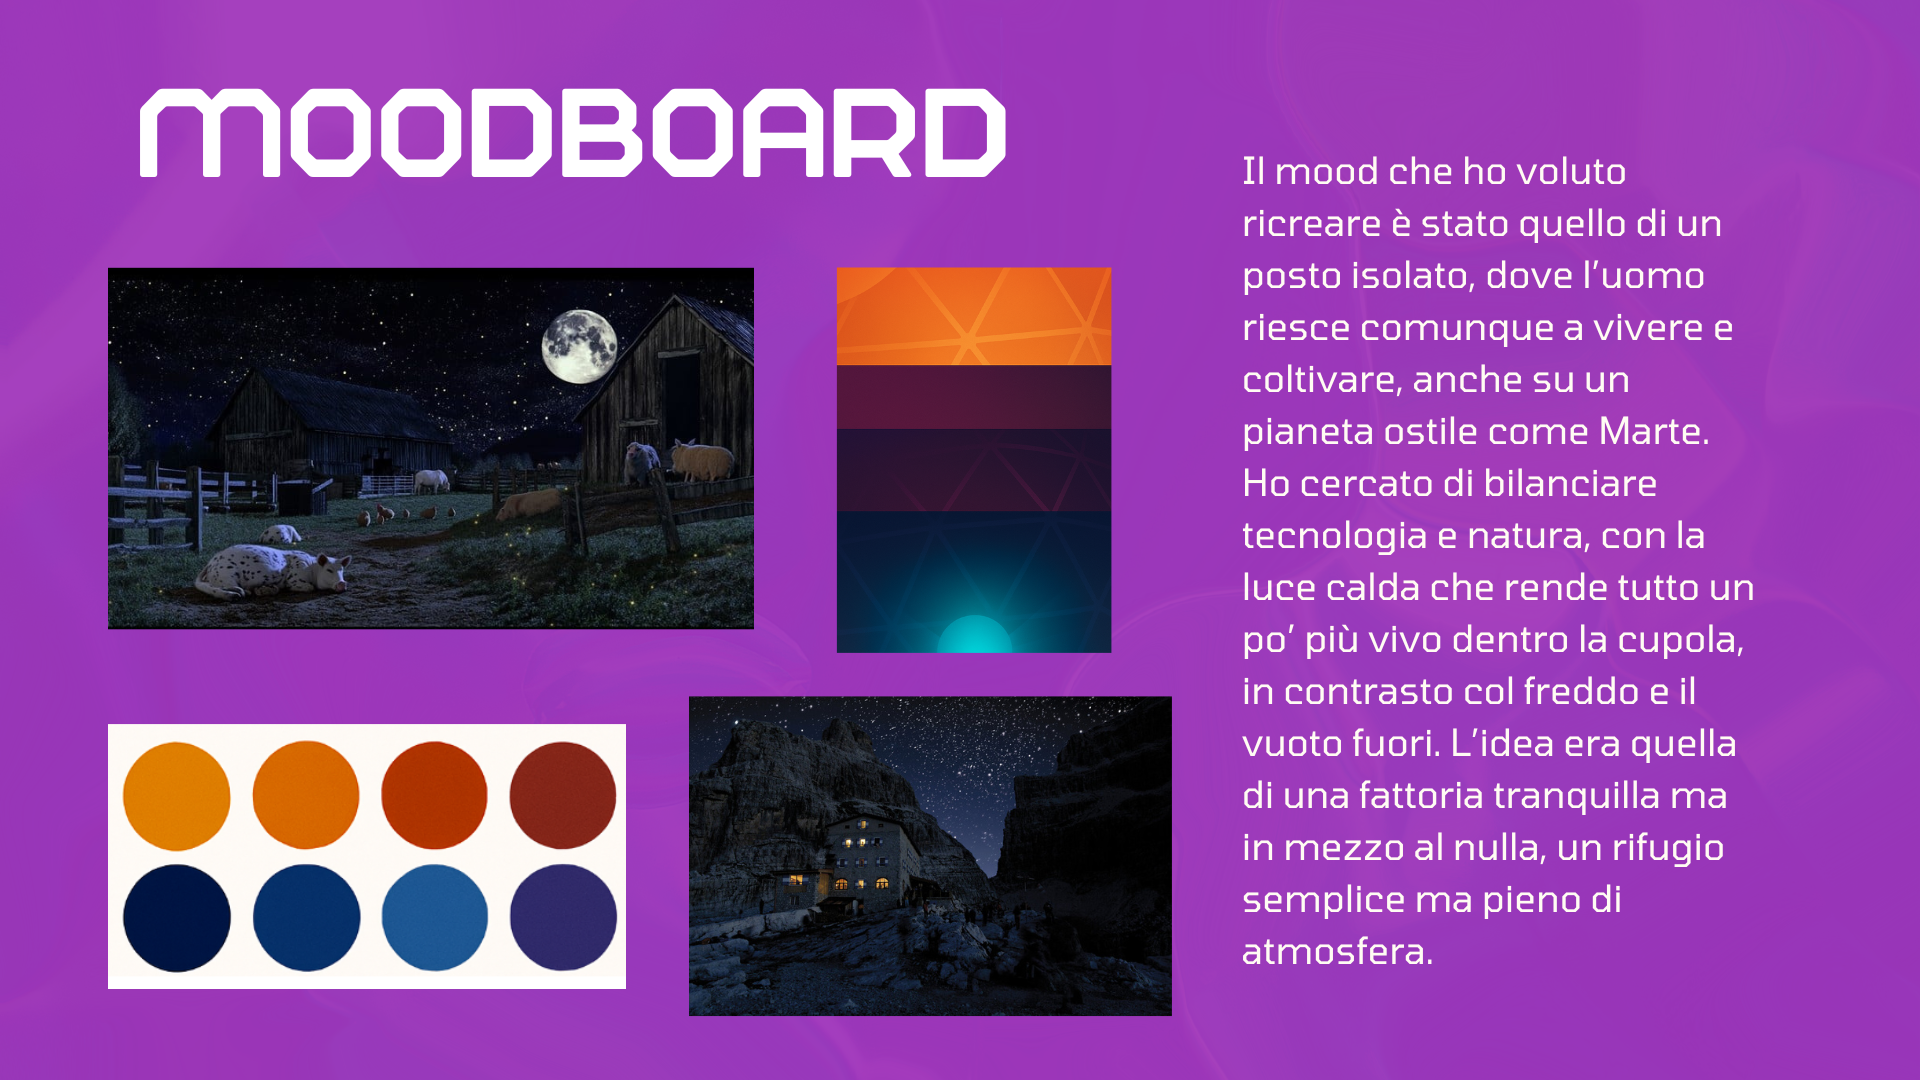 MOODBOARD
Il mood che ho voluto
ricreare è stato quello di un
posto isolato, dove l’uomo
riesce comunque a vivere e
coltivare, anche su un
pianeta ostile come Marte.
Ho cercato di bilanciare
tecnologia e natura, con la
luce calda che rende tutto un
po’ più vivo dentro la cupola,
in contrasto col freddo e il
vuoto fuori. L’idea era quella
di una fattoria tranquilla ma
in mezzo al nulla, un rifugio
semplice ma pieno di
atmosfera.